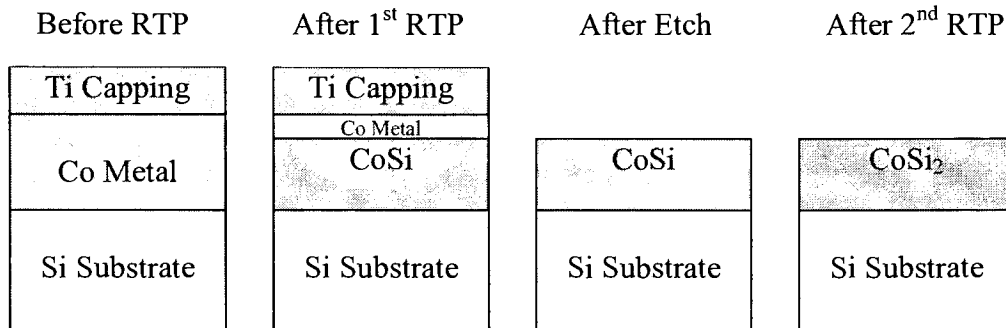 Before RTP
After 1st RTP
After Etch
After 2nd RTP
Ti Capping
Co Metal
Si Substrate
Ti Capping
Co Metal
CoSi
Si Substrate
CoSi
Si Substrate
CoSi₂
Si Substrate